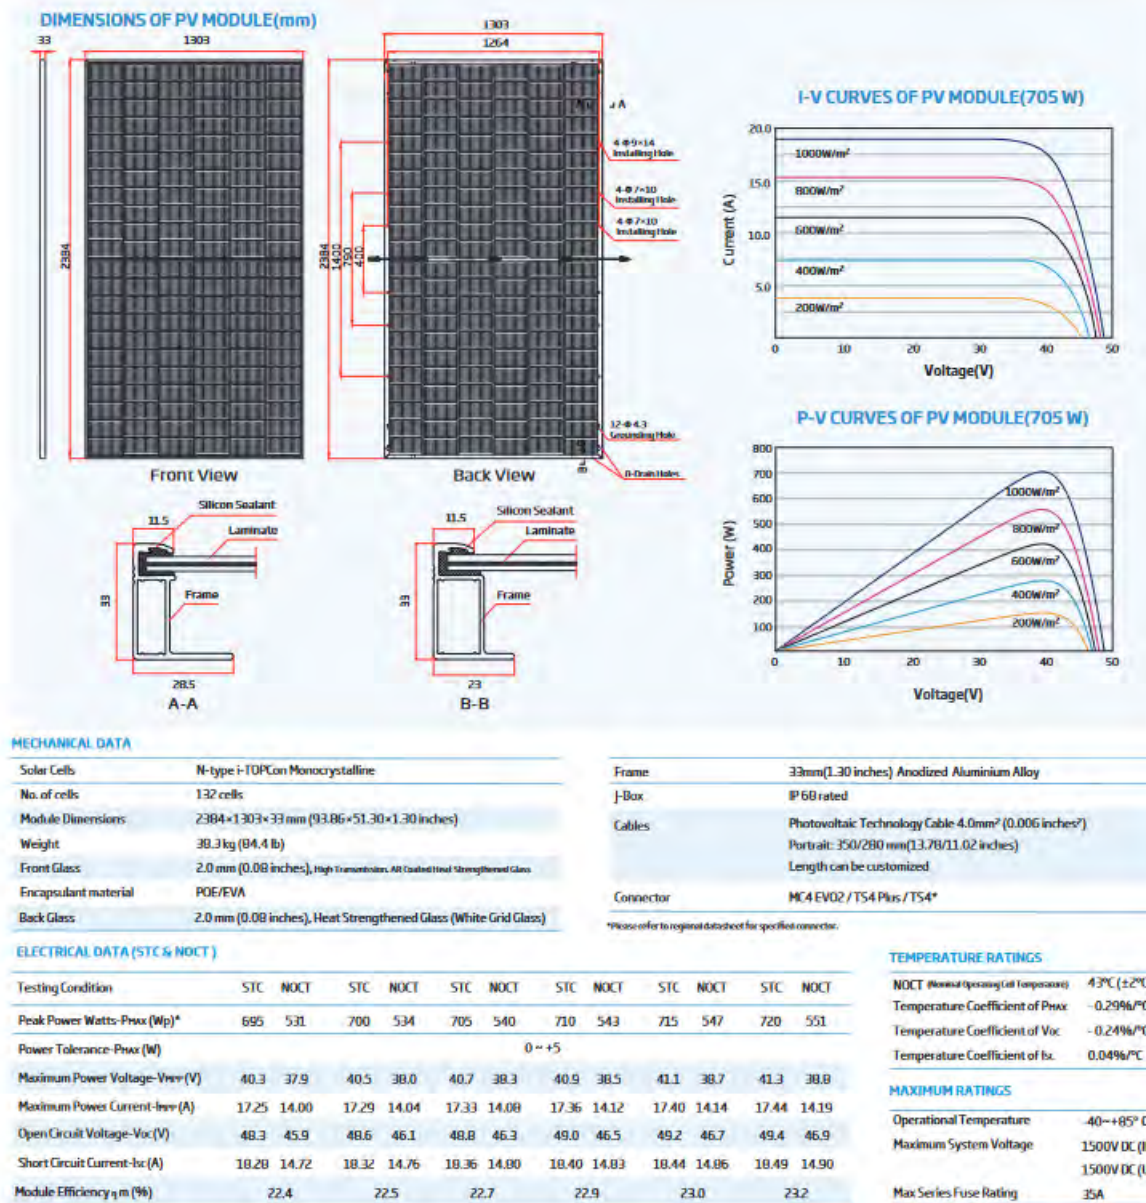 DIMENSIONS OF PV MODULE(mm)
33
1303
2384
Front View
1303
1264
A
2384
1400
790
400
4-Φ9×14
Installing Hole
4-Φ7×10
Installing Hole
4-Φ7×10
Installing Hole
12-Φ4.3
Grounding Hole
8-Drain Holes
Back View
11.5
Silicon Sealant
Laminate
33
Frame
28.5
A-A
11.5
Silicon Sealant
Laminate
33
Frame
23
B-B
I-V CURVES OF PV MODULE(705 W)
Current (A)
20.0
15.0
10.0
5.0
1000W/m²
800W/m²
600W/m²
400W/m²
200W/m²
0 10 20 30 40 50
Voltage(V)
P-V CURVES OF PV MODULE(705 W)
Power (W)
800
700
600
500
400
300
200
100
1000W/m²
800W/m²
600W/m²
400W/m²
200W/m²
0 10 20 30 40 50
Voltage(V)
MECHANICAL DATA
Solar Cells N-type i-TOPCon Monocrystalline
No. of cells 132 cells
Module Dimensions 2384×1303×33 mm (93.86×51.30×1.30 inches)
Weight 38.3 kg (84.4 lb)
Front Glass 2.0 mm (0.08 inches), High Transmission, AR Coated Heat Strengthened Glass
Encapsulant material POE/EVA
Back Glass 2.0 mm (0.08 inches), Heat Strengthened Glass (White Grid Glass)
Frame 33mm(1.30 inches) Anodized Aluminium Alloy
J-Box IP 68 rated
Cables Photovoltaic Technology Cable 4.0mm² (0.006 inches²)
Portrait: 350/280 mm(13.78/11.02 inches)
Length can be customized
Connector MC4 EV02 / TS4 Plus / TS4*
*Please refer to regional datasheet for specified connector.
ELECTRICAL DATA (STC & NOCT )
Testing Condition STC NOCT STC NOCT STC NOCT STC NOCT STC NOCT STC NOCT
Peak Power Watts-PMAX (Wp)* 695 531 700 534 705 540 710 543 715 547 720 551
Power Tolerance-PMAX (W) 0 ~ +5
Maximum Power Voltage-VMPP (V) 40.3 37.9 40.5 38.0 40.7 38.3 40.9 38.5 41.1 38.7 41.3 38.8
Maximum Power Current-IMPP (A) 17.25 14.00 17.29 14.04 17.33 14.08 17.36 14.12 17.40 14.14 17.44 14.19
Open Circuit Voltage-VOC (V) 48.3 45.9 48.6 46.1 48.8 46.3 49.0 46.5 49.2 46.7 49.4 46.9
Short Circuit Current-ISC (A) 18.28 14.72 18.32 14.76 18.36 14.80 18.40 14.83 18.44 14.86 18.49 14.90
Module Efficiency η m (%) 22.4 22.5 22.7 22.9 23.0 23.2
TEMPERATURE RATINGS
NOCT (Nominal Operating Cell Temperature) 43°C (±2°C
Temperature Coefficient of PMAX - 0.29%/°C
Temperature Coefficient of VOC - 0.24%/°C
Temperature Coefficient of ISC 0.04%/°C
MAXIMUM RATINGS
Operational Temperature -40~+85° C
Maximum System Voltage 1500V DC (I
1500V DC (U
Max Series Fuse Rating 35A